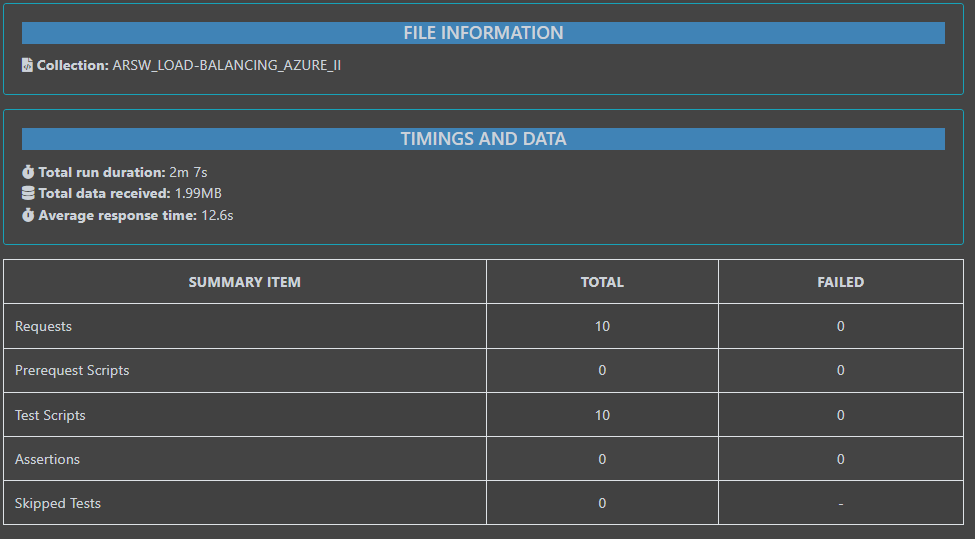 FILE INFORMATION
Collection: ARSW_LOAD-BALANCING_AZURE_II
TIMINGS AND DATA
Total run duration: 2m 7s
Total data received: 1.99MB
Average response time: 12.6s
SUMMARY ITEM TOTAL FAILED
Requests 10 0
Prerequest Scripts 0 0
Test Scripts 10 0
Assertions 0 0
Skipped Tests 0 -